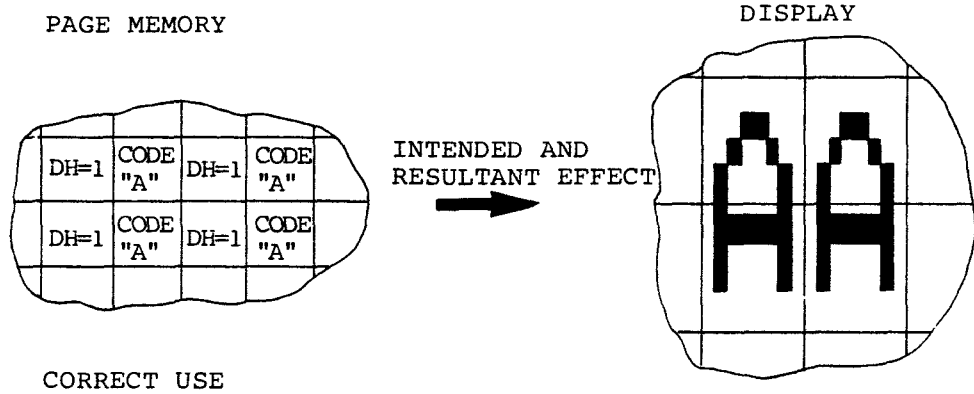 PAGE MEMORY
DISPLAY
DH=1 CODE "A" DH=1 CODE "A"
DH=1 CODE "A" DH=1 CODE "A"
INTENDED AND
RESULTANT EFFECT
AA
CORRECT USE